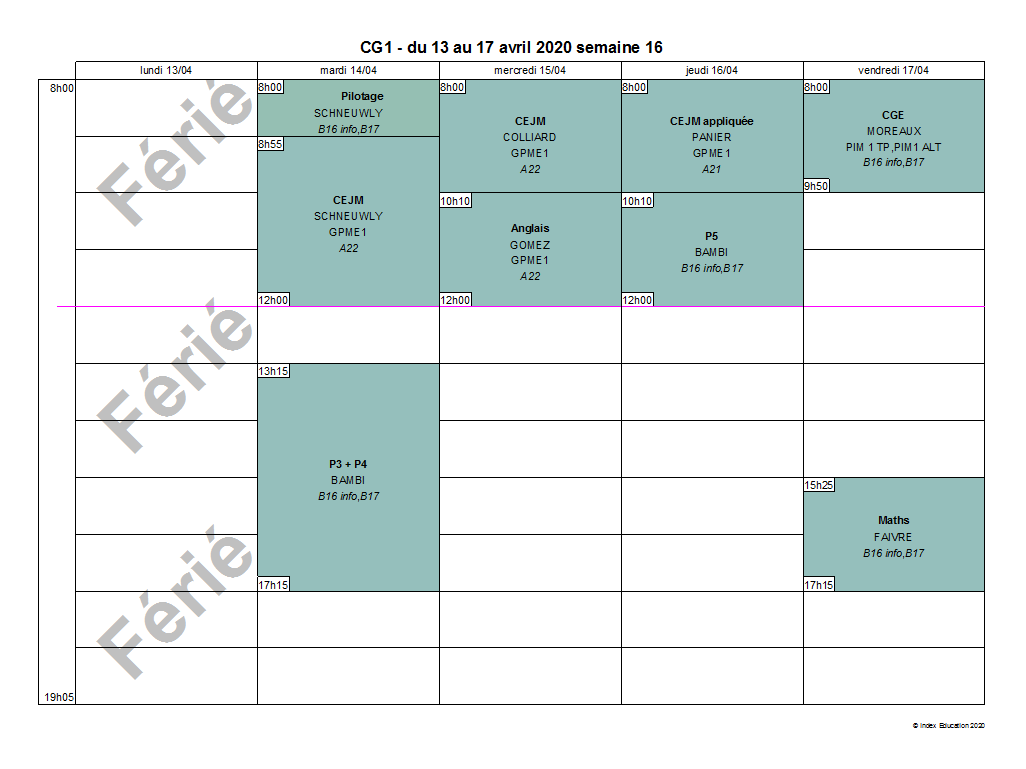 CG1 - du 13 au 17 avril 2020 semaine 16
lundi 13/04
mardi 14/04
mercredi 15/04
jeudi 16/04
vendredi 17/04
8h00
19h05
Férié
Férié
Férié
8h00
Pilotage
SCHNEUWLY
B16 info,B17
8h55
CEJM
SCHNEUWLY
GPME1
A22
12h00
13h15
P3 + P4
BAMBI
B16 info,B17
17h15
8h00
CEJM
COLLIARD
GPME1
A22
10h10
Anglais
GOMEZ
GPME1
A22
12h00
8h00
CEJM appliquée
PANIER
GPME1
A21
10h10
P5
BAMBI
B16 info,B17
12h00
8h00
CGE
MOREAUX
PIM 1 TP,PIM1 ALT
B16 info,B17
9h50
15h25
Maths
FAIVRE
B16 info,B17
17h15
© Index Education 2020